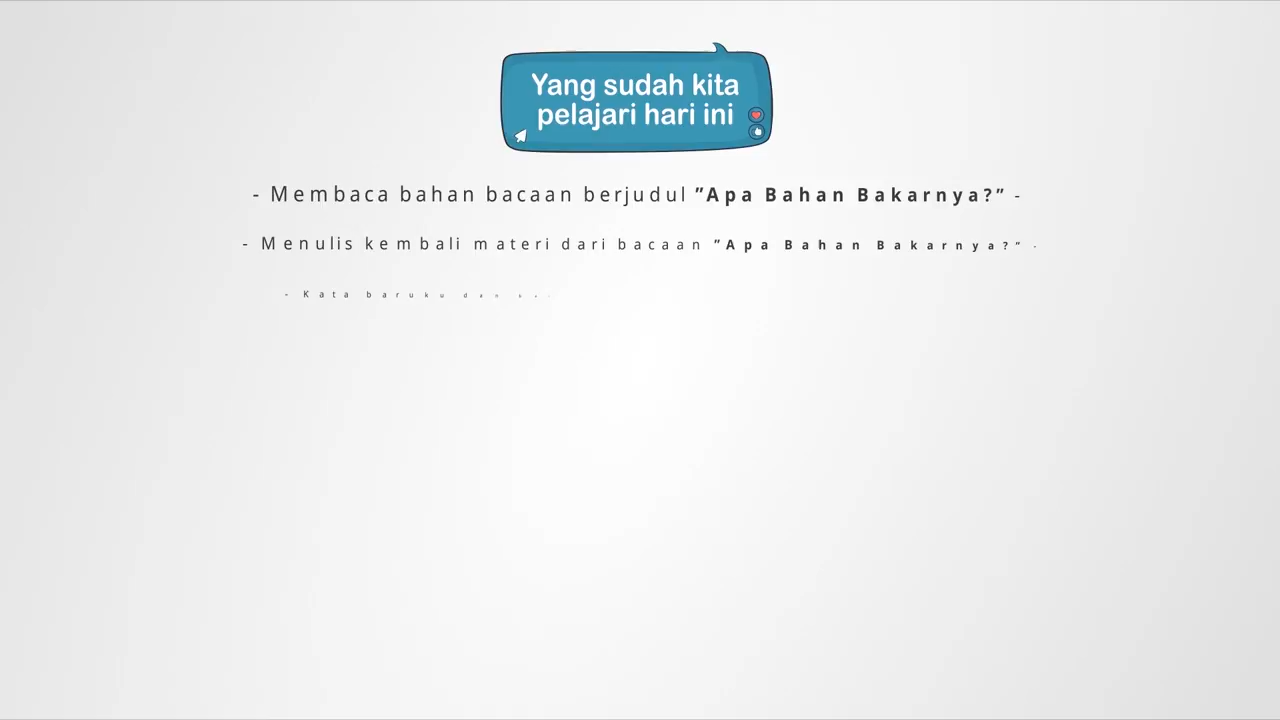 Yang sudah kita
pelajari hari ini
- Membaca bahan bacaan berjudul ”Apa Bahan Bakarnya?” -
- Menulis kembali materi dari bacaan ”Apa Bahan Bakarnya?” -
- Kata baruku dan